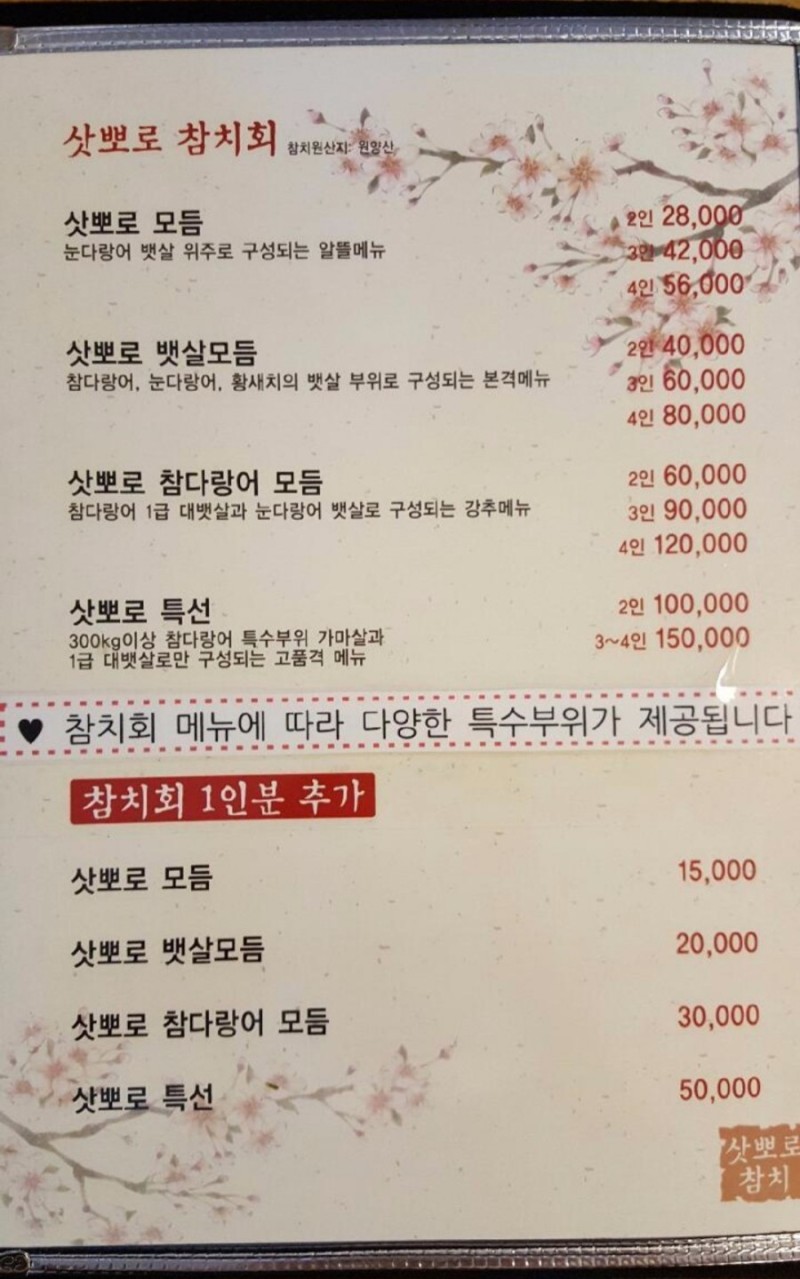 삿뽀로 참치회 참치원산지: 원양산
삿뽀로 모듬
눈다랑어 뱃살 위주로 구성되는 알뜰메뉴
2인 28,000
3인 42,000
4인 56,000
삿뽀로 뱃살모듬
참다랑어, 눈다랑어, 황새치의 뱃살 부위로 구성되는 본격메뉴
2인 40,000
3인 60,000
4인 80,000
삿뽀로 참다랑어 모듬
참다랑어 1급 대뱃살과 눈다랑어 뱃살로 구성되는 강추메뉴
2인 60,000
3인 90,000
4인 120,000
삿뽀로 특선
300kg이상 참다랑어 특수부위 가마살과
1급 대뱃살로만 구성되는 고품격 메뉴
2인 100,000
3~4인 150,000
♥ 참치회 메뉴에 따라 다양한 특수부위가 제공됩니다
참치회 1인분 추가
삿뽀로 모듬 15,000
삿뽀로 뱃살모듬 20,000
삿뽀로 참다랑어 모듬 30,000
삿뽀로 특선 50,000
삿뽀로
참치